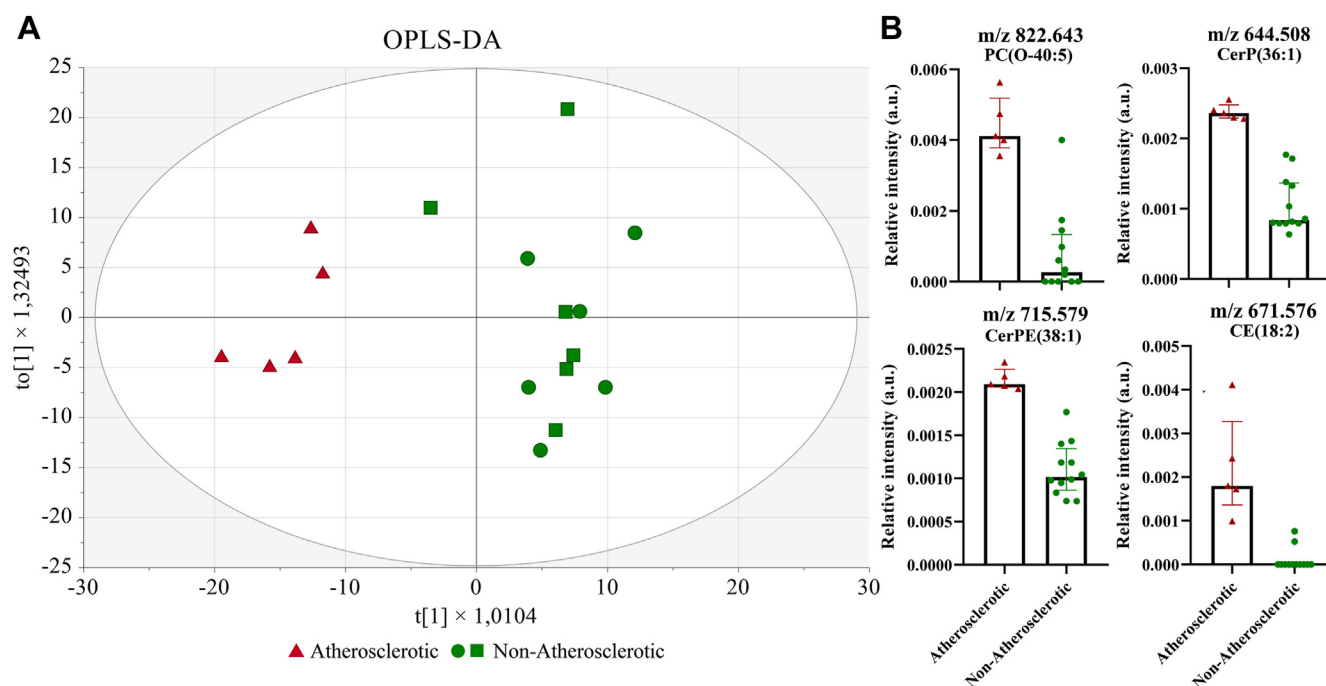 A
OPLS-DA
25
20
15
10
5
0
-5
-10
-15
-20
-25
to[1] × 1,32493
-30
-20
-10
0
10
20
30
t[1] × 1,0104
Atherosclerotic
Non-Atherosclerotic
B
m/z 822.643
PC(O-40:5)
Relative intensity (a.u.)
0.006
0.004
0.002
0.000
m/z 644.508
CerP(36:1)
Relative intensity (a.u.)
0.003
0.002
0.001
0.000
m/z 715.579
CerPE(38:1)
Relative intensity (a.u.)
0.0025
0.0020
0.0015
0.0010
0.0005
0.0000
Atherosclerotic
Non-Atherosclerotic
m/z 671.576
CE(18:2)
Relative intensity (a.u.)
0.005
0.004
0.003
0.002
0.001
0.000
Atherosclerotic
Non-Atherosclerotic